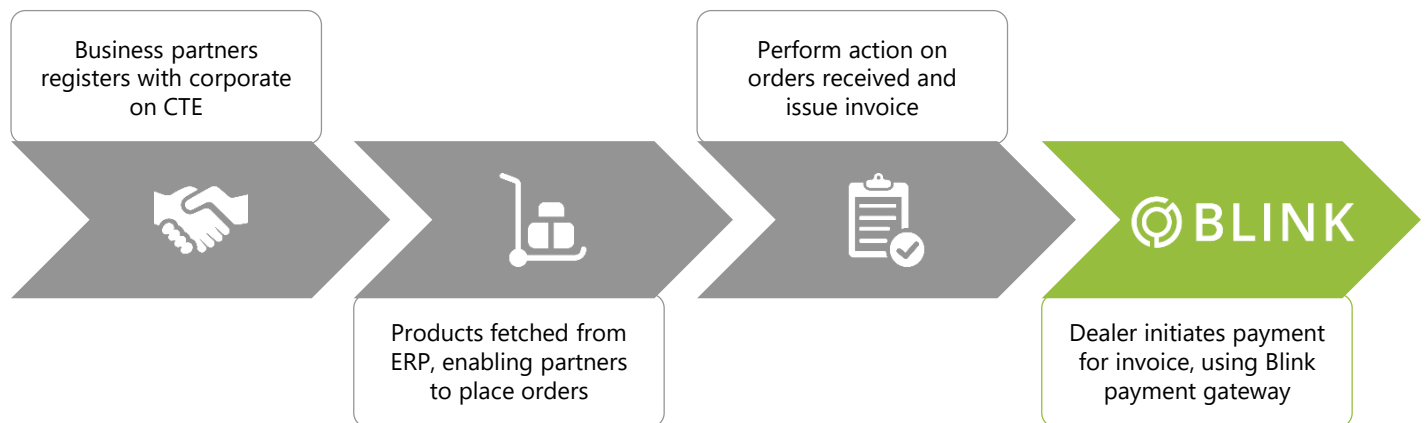 Business partners
registers with corporate
on CTE
Products fetched from
ERP, enabling partners
to place orders
Perform action on
orders received and
issue invoice
BLINK
Dealer initiates payment
for invoice, using Blink
payment gateway